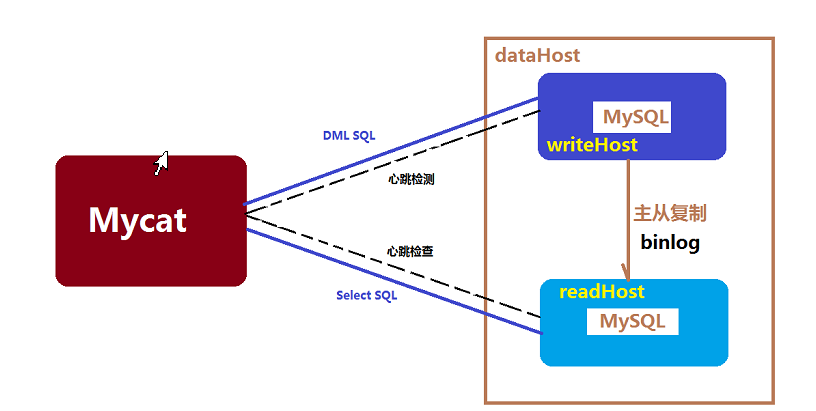 dataHost
MySQL
writeHost
DML SQL
心跳检测
Mycat
主从复制
binlog
心跳检查
Select SQL
readHost
MySQL